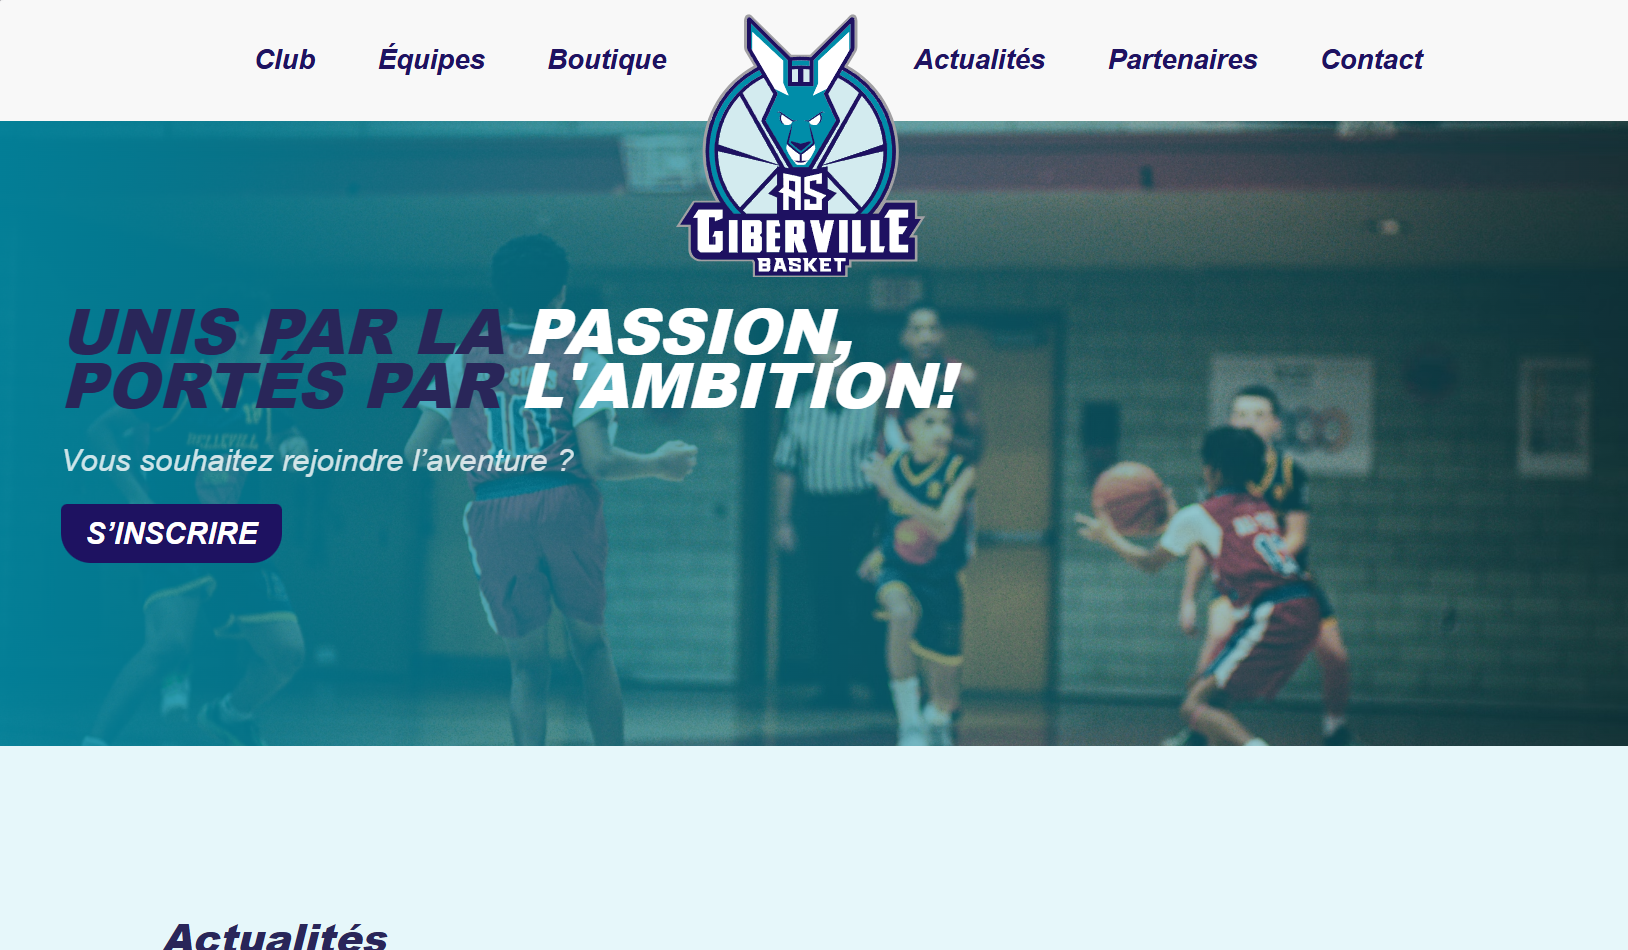 Club
Équipes
Boutique
Actualités
Partenaires
Contact
AS
GIBERVILLE
BASKET
UNIS PAR LA PASSION,
PORTÉS PAR L'AMBITION!
Vous souhaitez rejoindre l’aventure ?
S’INSCRIRE
10
Actualités